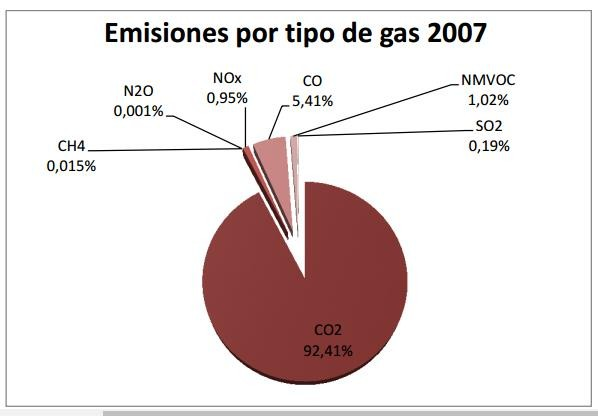 Emisiones por tipo de gas 2007
CH4
0,015%
N2O
0,001%
NOx
0,95%
CO
5,41%
NMVOC
1,02%
SO2
0,19%
CO2
92,41%